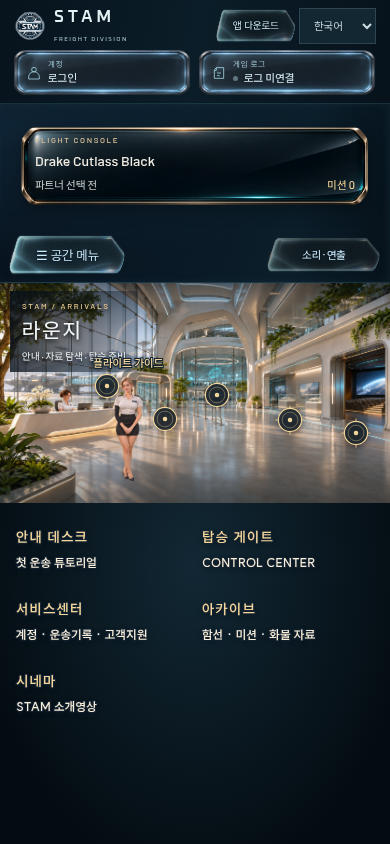 STAM
FREIGHT DIVISION
앱 다운로드
한국어
계정
로그인
게임 로그
로그 미연결
FLIGHT CONSOLE
Drake Cutlass Black
파트너 선택 전
미션 0
☰ 공간 메뉴
소리·연출
STAM / ARRIVALS
라운지
안내·자료 탐색·탑승 준비
플라이트 가이드
안내 데스크
첫 운송 튜토리얼
탑승 게이트
CONTROL CENTER
서비스센터
계정 · 운송기록 · 고객지원
아카이브
함선 · 미션 · 화물 자료
시네마
STAM 소개영상